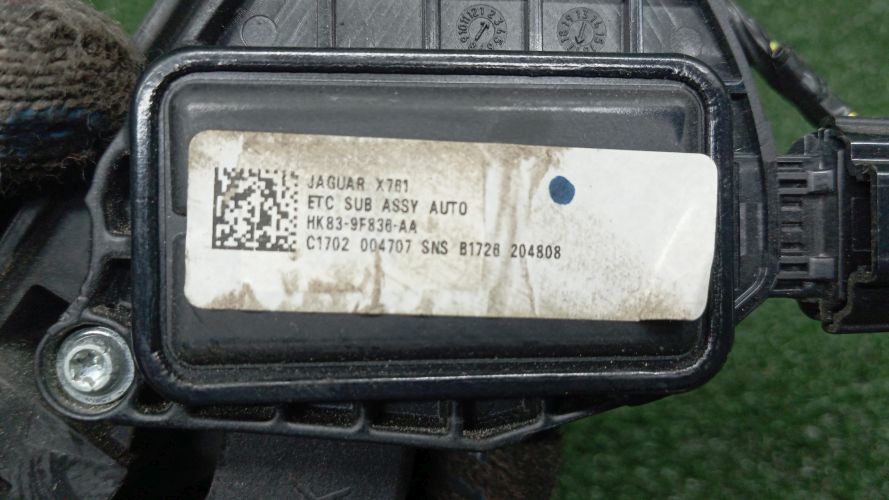 JAGUAR X761
ETC SUB ASSY AUTO
HK83-9F836-AA
C1702 004707 SNS B1726 204808